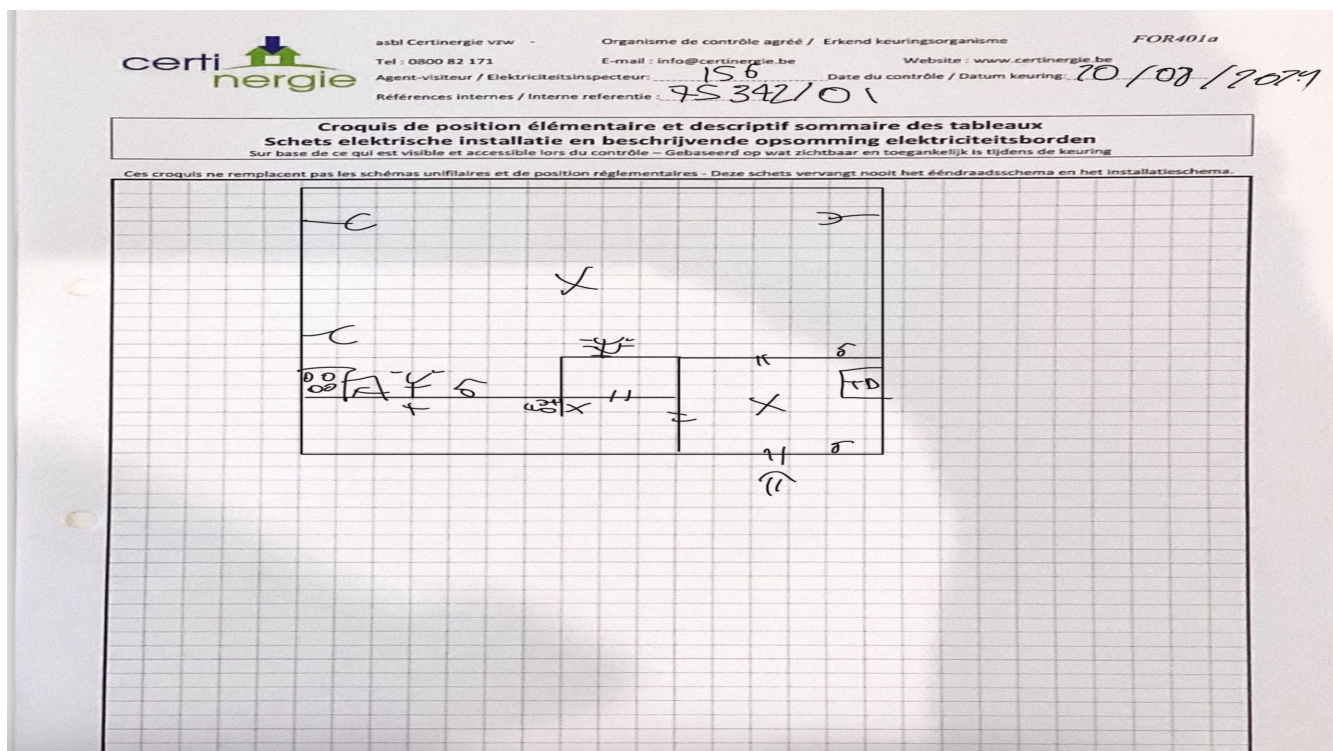 certinergie
asbl Certinergie vzw - Organisme de contrôle agréé / Erkend keuringsorganisme FOR401a
Tel : 0800 82 171 E-mail : info@certinergie.be Website : www.certinergie.be
Agent-visiteur / Elektriciteitsinspecteur: 156 Date du contrôle / Datum keuring:
Références internes / Interne referentie : 75342/01
Croquis de position élémentaire et descriptif sommaire des tableaux
Schets elektrische installatie en beschrijvende opsomming elektriciteitsborden
Sur base de ce qui est visible et accessible lors du contrôle – Gebaseerd op wat zichtbaar en toegankelijk is tijdens de keuring
Ces croquis ne remplacent pas les schémas unifilaires et de position réglementaires - Deze schets vervangt nooit het ééndraadsschema en het installatieschema.
TD